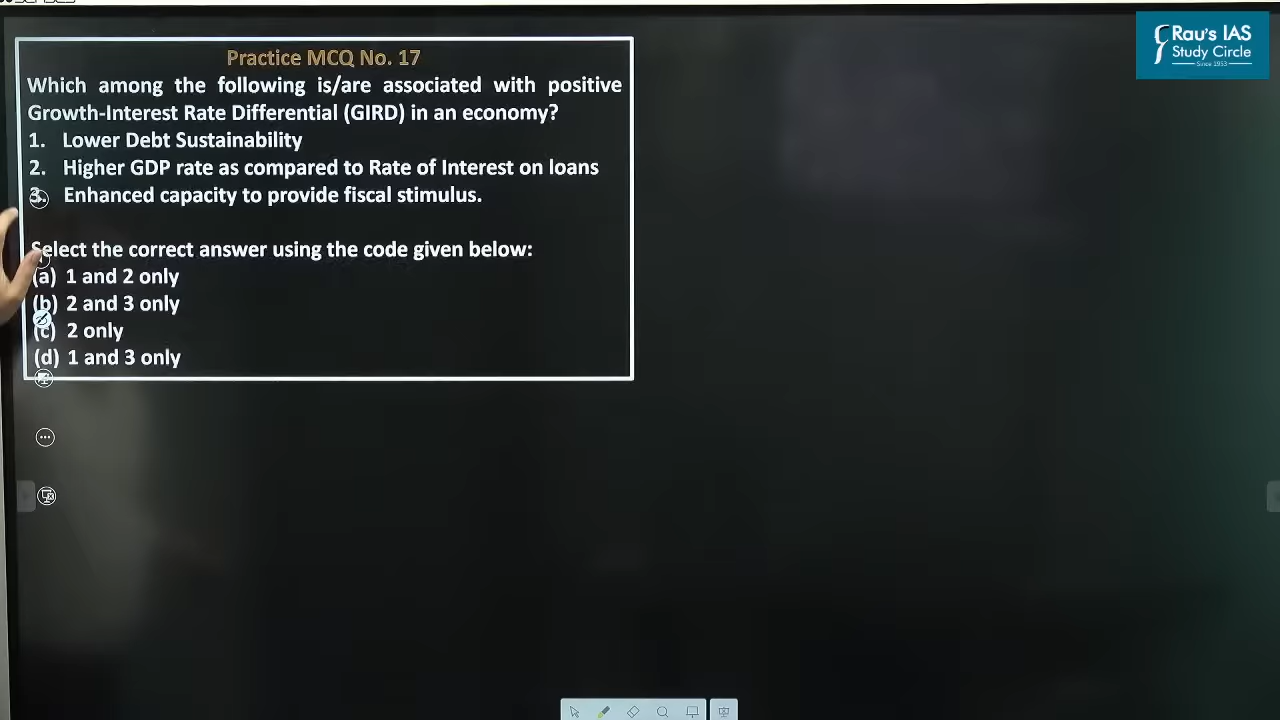 Rau's IAS
Study Circle
Since 1953
Practice MCQ No. 17
Which among the following is/are associated with positive
Growth-Interest Rate Differential (GIRD) in an economy?
1. Lower Debt Sustainability
2. Higher GDP rate as compared to Rate of Interest on loans
3. Enhanced capacity to provide fiscal stimulus.
Select the correct answer using the code given below:
(a) 1 and 2 only
(b) 2 and 3 only
(c) 2 only
(d) 1 and 3 only